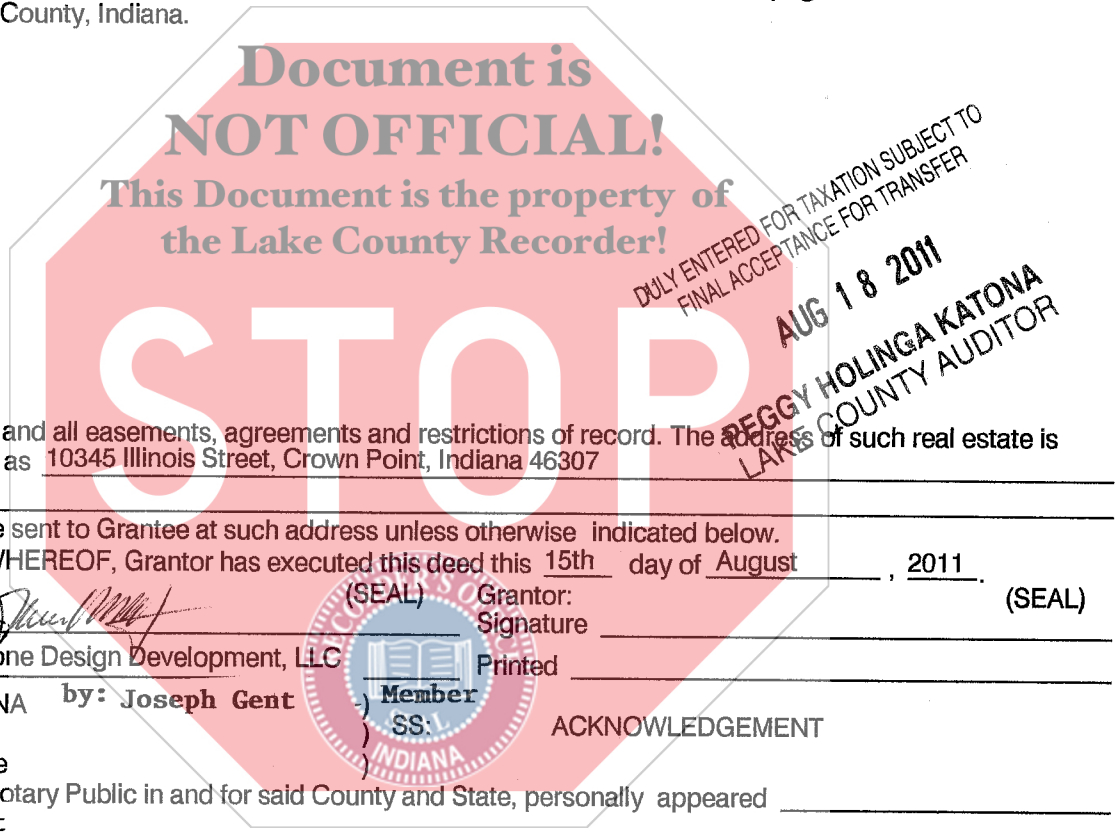 County, Indiana.
Document is
NOT OFFICIAL!
This Document is the property of
the Lake County Recorder!
DULY ENTERED FOR TAXATION SUBJECT TO
FINAL ACCEPTANCE FOR TRANSFER
AUG 18 2011
PEGGY HOLINGA KATONA
LAKE COUNTY AUDITOR
STOP
and all easements, agreements and restrictions of record. The address of such real estate is
as 10345 Illinois Street, Crown Point, Indiana 46307
sent to Grantee at such address unless otherwise indicated below.
WHEREOF, Grantor has executed this deed this 15th day of August , 2011.
(SEAL) Grantor: (SEAL)
Signature
Design Development, LLC Printed
by: Joseph Gent ) Member
) SS: ACKNOWLEDGEMENT
)
Notary Public in and for said County and State, personally appeared
RECORDER'S OFFICE
SEAL
INDIANA